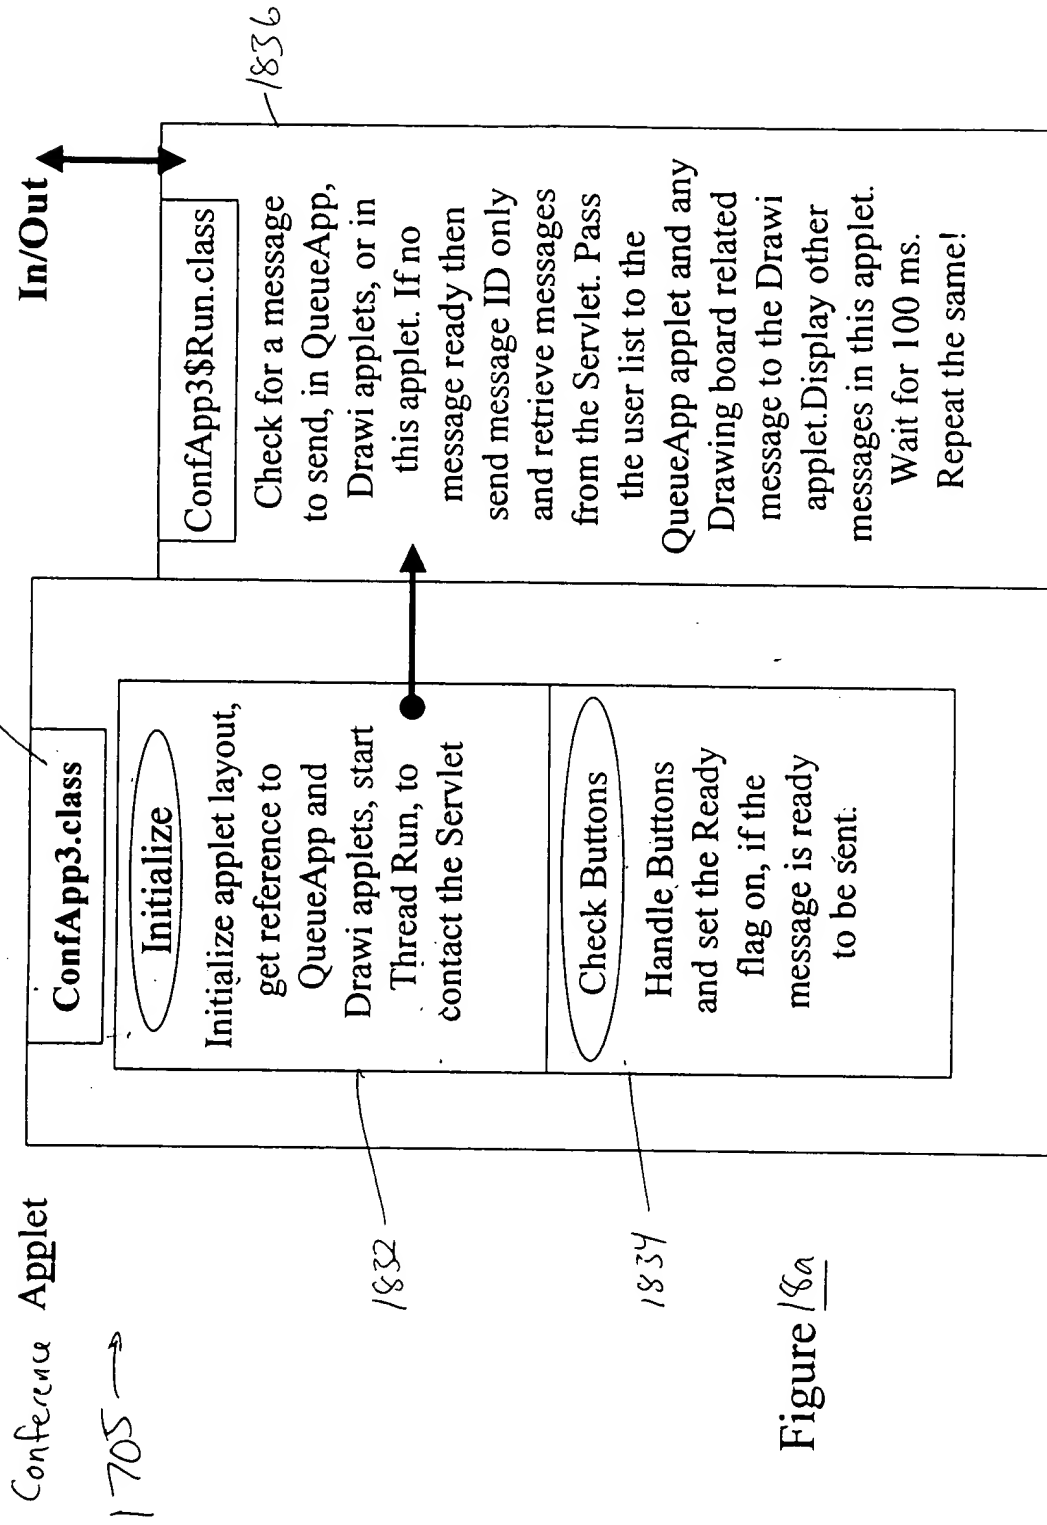 Conference Applet
1705
ConfApp3.class
Initialize
Initialize applet layout,
get reference to
QueueApp and
Drawi applets, start
Thread Run, to
contact the Servlet
1832
Check Buttons
Handle Buttons
and set the Ready
flag on, if the
message is ready
to be sent.
1834
In/Out
ConfApp3$Run.class
1836
Check for a message
to send, in QueueApp,
Drawi applets, or in
this applet. If no
message ready then
send message ID only
and retrieve messages
from the Servlet. Pass
the user list to the
QueueApp applet and any
Drawing board related
message to the Drawi
applet.Display other
messages in this applet.
Wait for 100 ms.
Repeat the same!
Figure 18a